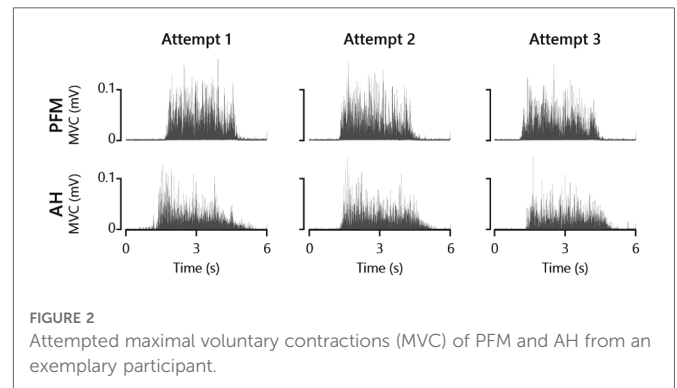 Attempt 1 Attempt 2 Attempt 3
PFM
MVC (mV)
0.1
0
AH
MVC (mV)
0.1
0
0 3 6 0 3 6 0 3 6
Time (s) Time (s) Time (s)
FIGURE 2
Attempted maximal voluntary contractions (MVC) of PFM and AH from an
exemplary participant.